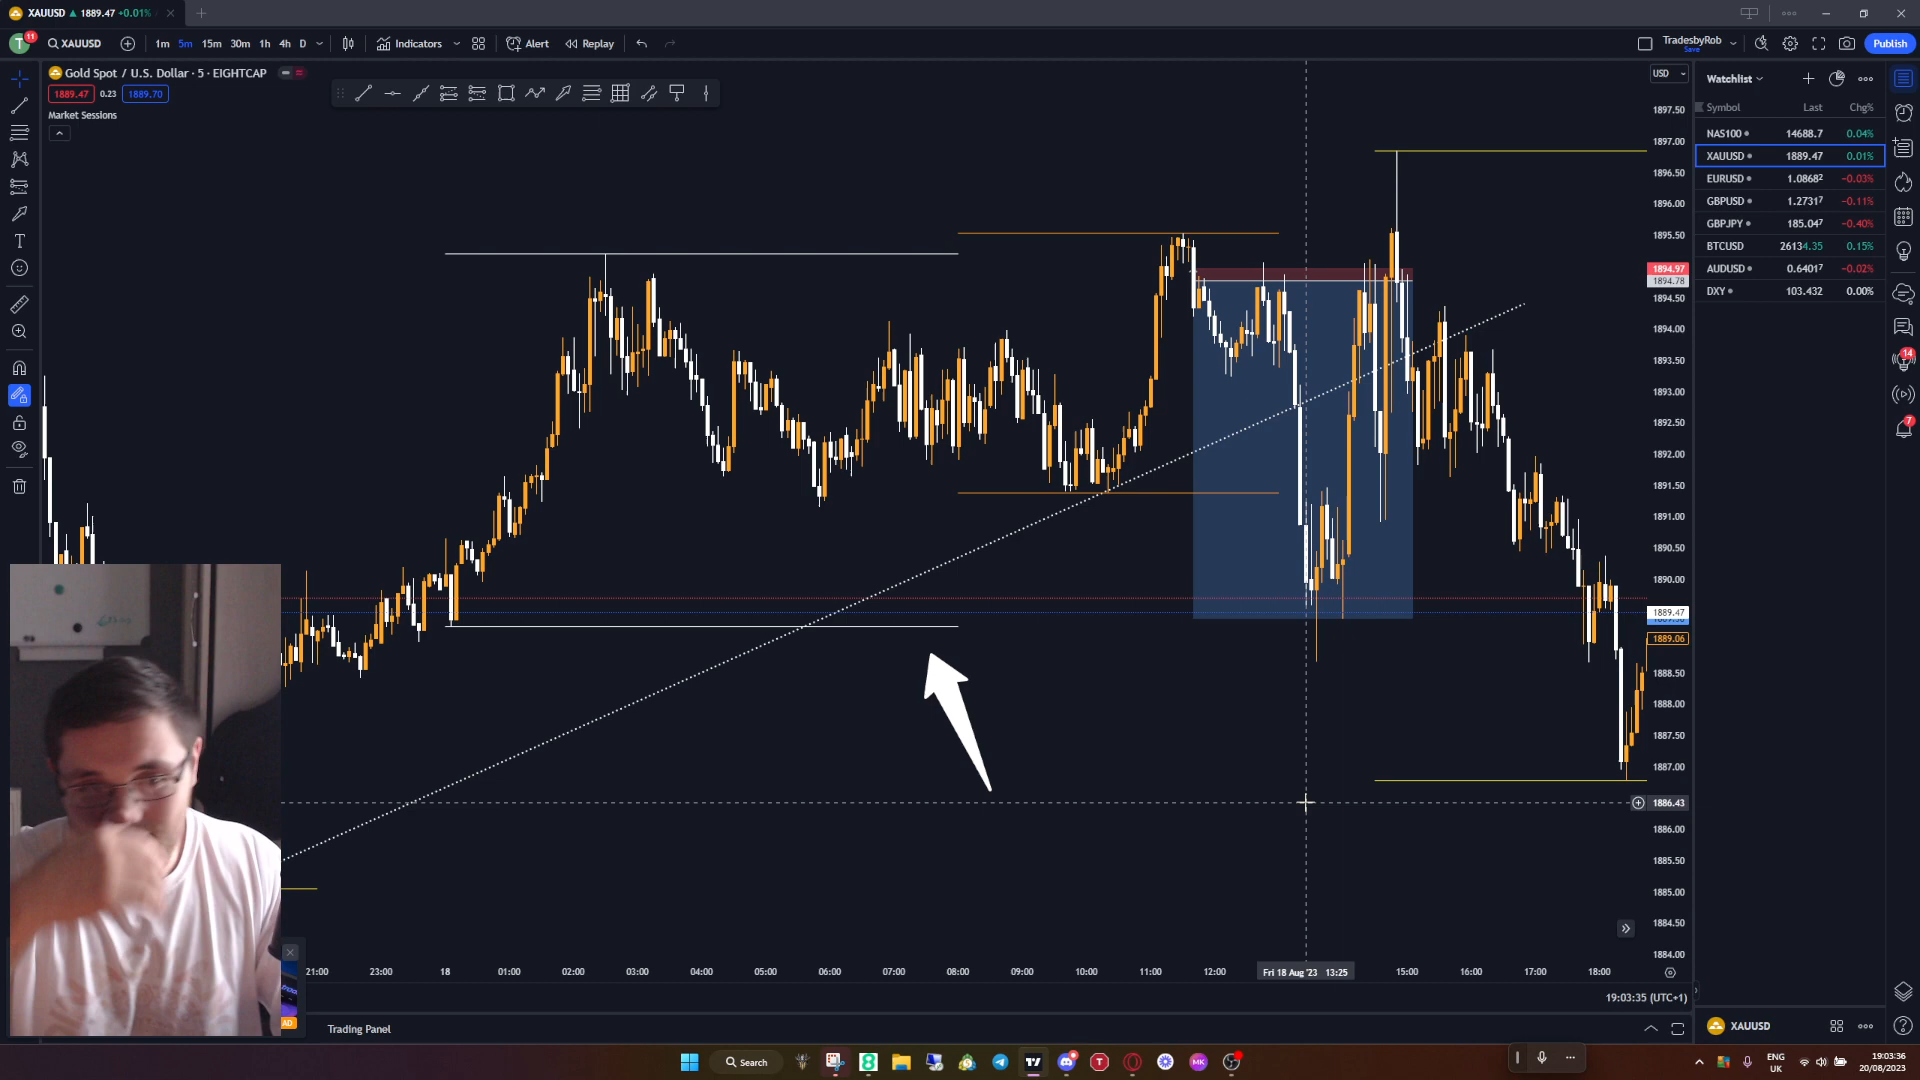 XAUUSD ▲ 1889.47 +0.01%
T 11 XAUUSD 1m 5m 15m 30m 1h 4h D Indicators Alert Replay TradesbyRob Save Publish
Gold Spot / U.S. Dollar · 5 · EIGHTCAP
1889.47 0.23 1889.70
Market Sessions
USD
1897.50
1897.00
1896.50
1896.00
1895.50
1894.97
1894.78
1894.50
1894.00
1893.50
1893.00
1892.50
1892.00
1891.50
1891.00
1890.50
1890.00
1889.47
1889.06
1888.50
1888.00
1887.50
1887.00
1886.43
1886.00
1885.50
1885.00
1884.50
1884.00
Watchlist
Symbol Last Chg%
NAS100 14688.7 0.04%
XAUUSD 1889.47 0.01%
EURUSD 1.0868² −0.03%
GBPUSD 1.2731⁷ −0.11%
GBPJPY 185.04⁷ −0.40%
BTCUSD 26134.35 0.15%
AUDUSD 0.6401⁷ −0.02%
DXY 103.432 0.00%
14
7
21:00 23:00 18 01:00 02:00 03:00 04:00 05:00 06:00 07:00 08:00 09:00 10:00 11:00 12:00 Fri 18 Aug '23 13:25 15:00 16:00 17:00 18:00
19:03:35 (UTC+1)
AD
Trading Panel
XAUUSD
Search
T
MK
ENG
UK
19:03:36
20/08/2023